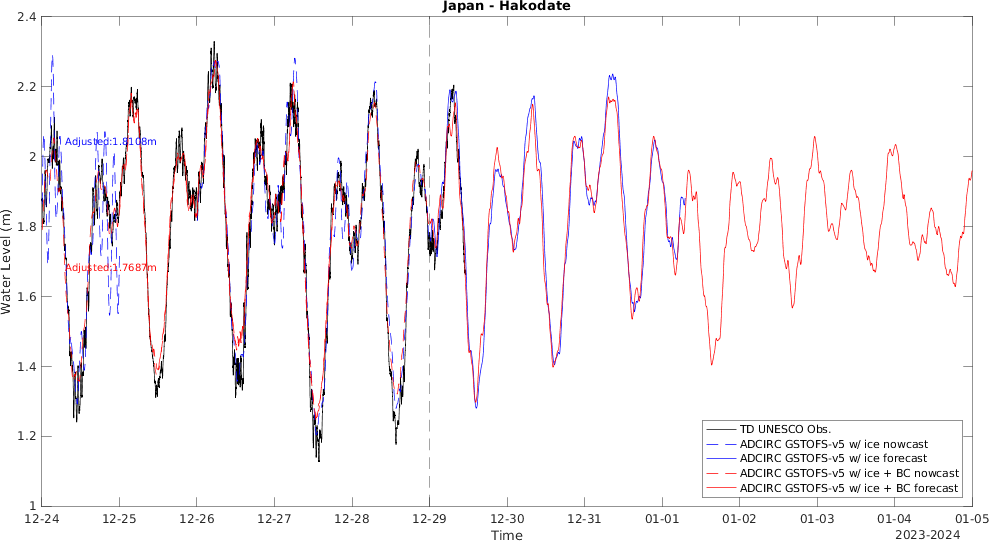 Japan - Hakodate
Water Level (m)
2.4
2.2
2
1.8
1.6
1.4
1.2
1
Adjusted:1.8108m
Adjusted:1.7687m
TD UNESCO Obs.
ADCIRC GSTOFS-v5 w/ ice nowcast
ADCIRC GSTOFS-v5 w/ ice forecast
ADCIRC GSTOFS-v5 w/ ice + BC nowcast
ADCIRC GSTOFS-v5 w/ ice + BC forecast
12-24 12-25 12-26 12-27 12-28 12-29 12-30 12-31 01-01 01-02 01-03 01-04 01-05
Time
2023-2024